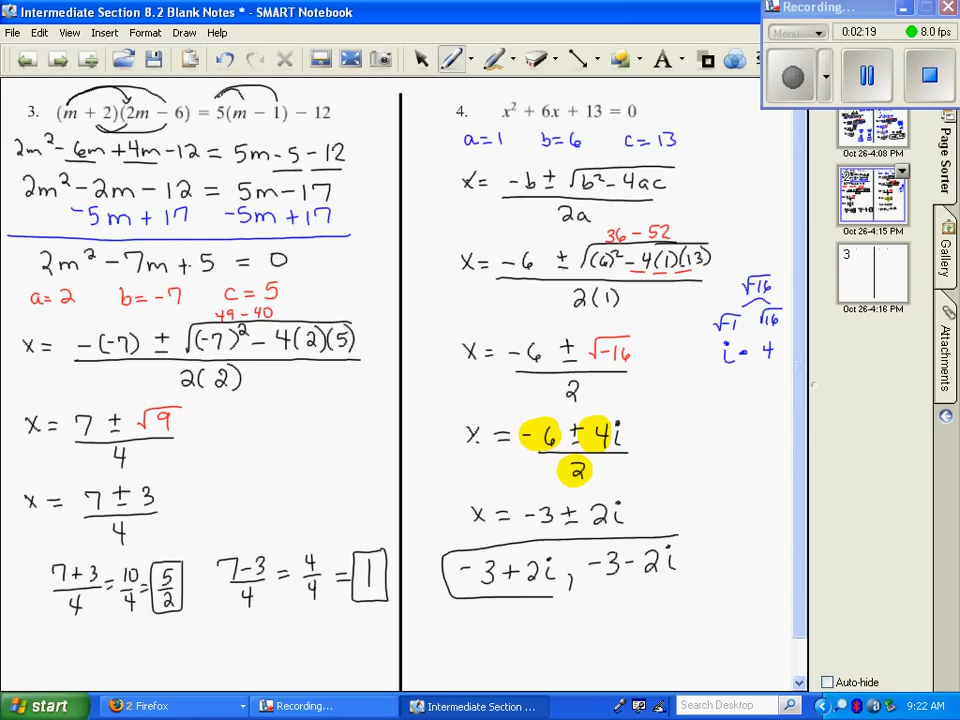 Intermediate Section 8.2 Blank Notes * - SMART Notebook
Recording...
File Edit View Insert Format Draw Help
Menu
0:02:19
8.0 fps
3. (m + 2)(2m − 6) = 5(m − 1) − 12
2m² - 6m + 4m - 12 = 5m - 5 - 12
2m² - 2m - 12 = 5m - 17
-5m + 17 -5m + 17
2m² - 7m + 5 = 0
a = 2 b = -7 c = 5
49 - 40
x = -(-7) ± √(-7)² - 4(2)(5)
2(2)
x = 7 ± √9
4
x = 7 ± 3
4
7 + 3 / 4 = 10/4 = 5/2
7 - 3 / 4 = 4/4 = 1
4. x² + 6x + 13 = 0
a = 1 b = 6 c = 13
x = -b ± √b² - 4ac
2a
36 - 52
x = -6 ± √(6)² - 4(1)(13)
2(1)
√-16
√-1 √16
i • 4
x = -6 ± √-16
2
x = -6 ± 4i
2
x = -3 ± 2i
-3 + 2i, -3 - 2i
Oct 26-4:08 PM
Oct 26-4:15 PM
3
Oct 26-4:16 PM
Page Sorter
Gallery
Attachments
Auto-hide
start
2 Firefox
Recording...
Intermediate Section ...
Search Desktop
9:22 AM